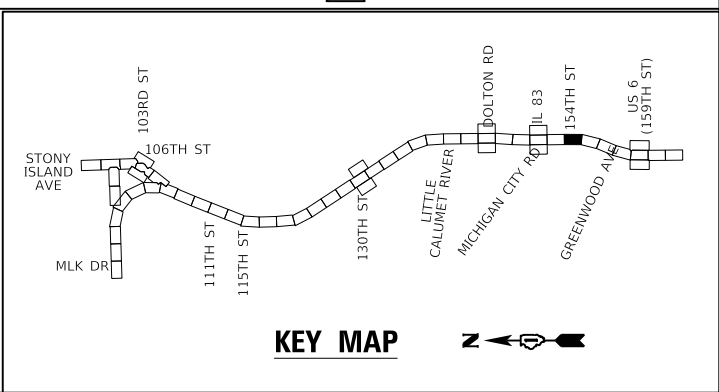 103RD ST
106TH ST
STONY
ISLAND
AVE
MLK DR
111TH ST
115TH ST
130TH ST
LITTLE
CALUMET RIVER
DOLTON RD
MICHIGAN CITY RD
IL 83
154TH ST
GREENWOOD AVE
US 6
(159TH ST)
KEY MAP
N